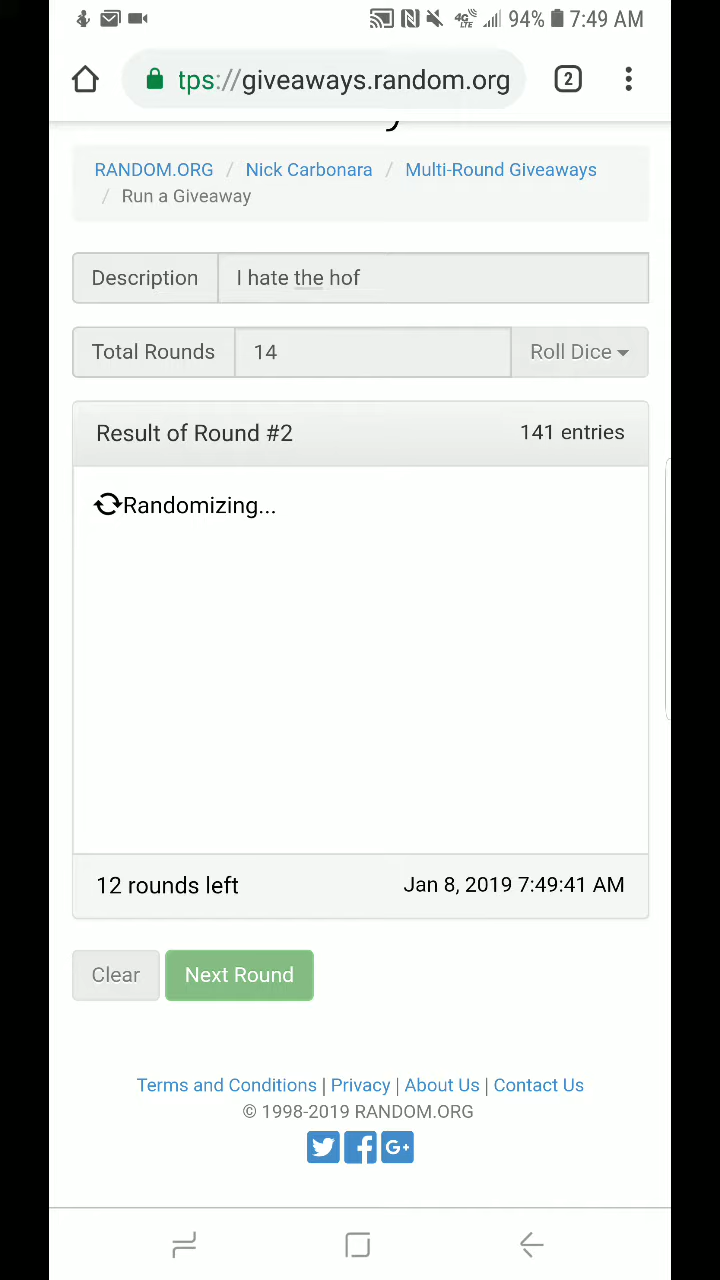 4G LTE 94% 7:49 AM
tps://giveaways.random.org 2
RANDOM.ORG / Nick Carbonara / Multi-Round Giveaways
/ Run a Giveaway
Description I hate the hof
Total Rounds 14 Roll Dice
Result of Round #2 141 entries
Randomizing...
12 rounds left Jan 8, 2019 7:49:41 AM
Clear Next Round
Terms and Conditions | Privacy | About Us | Contact Us
© 1998-2019 RANDOM.ORG
G+